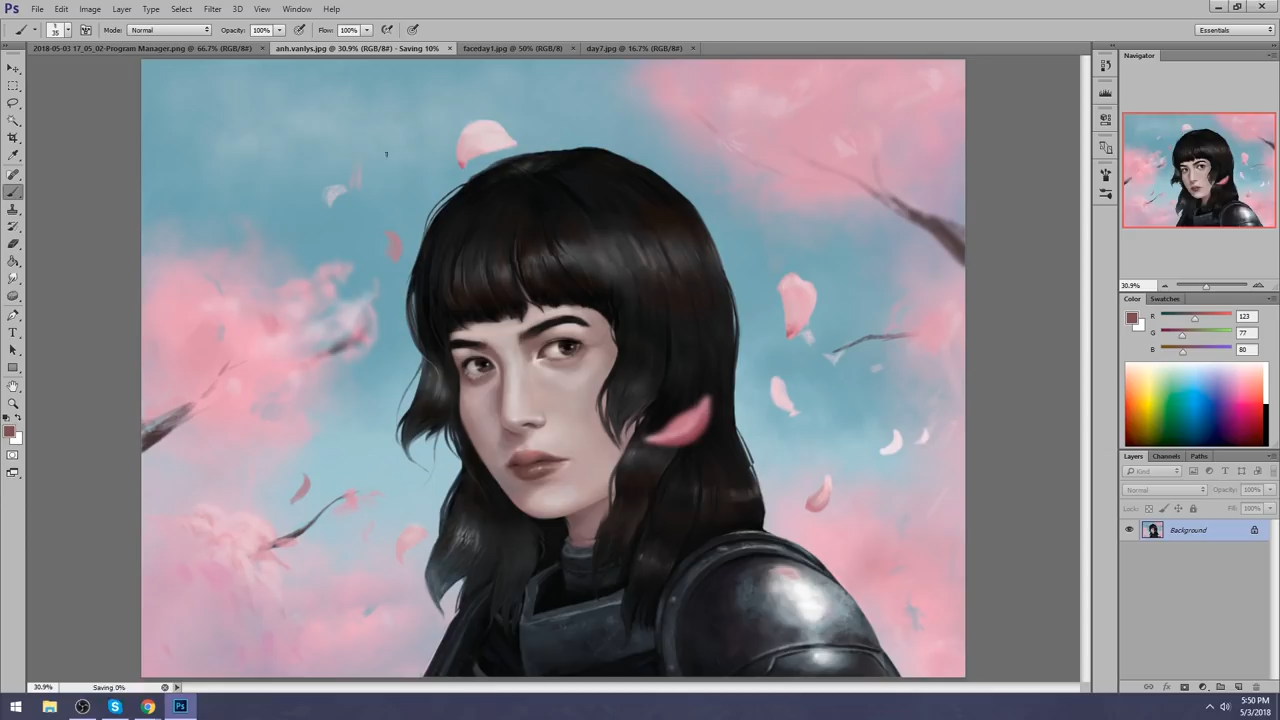 Ps File Edit Image Layer Type Select Filter 3D View Window Help
35 Mode: Normal Opacity: 100% Flow: 100% Essentials
2018-05-03 17_05_02-Program Manager.png @ 66.7% (RGB/8#) × anh.vanlys.jpg @ 30.9% (RGB/8#) - Saving 10% × faceday1.jpg @ 50% (RGB/8) × day7.jpg @ 16.7% (RGB/8#) ×
Navigator
30.9%
Color Swatches
R 123
G 77
B 80
Layers Channels Paths
Kind
Normal Opacity: 100%
Lock: Fill: 100%
Background
30.9% Saving 0%
Ps 5:50 PM
5/3/2018